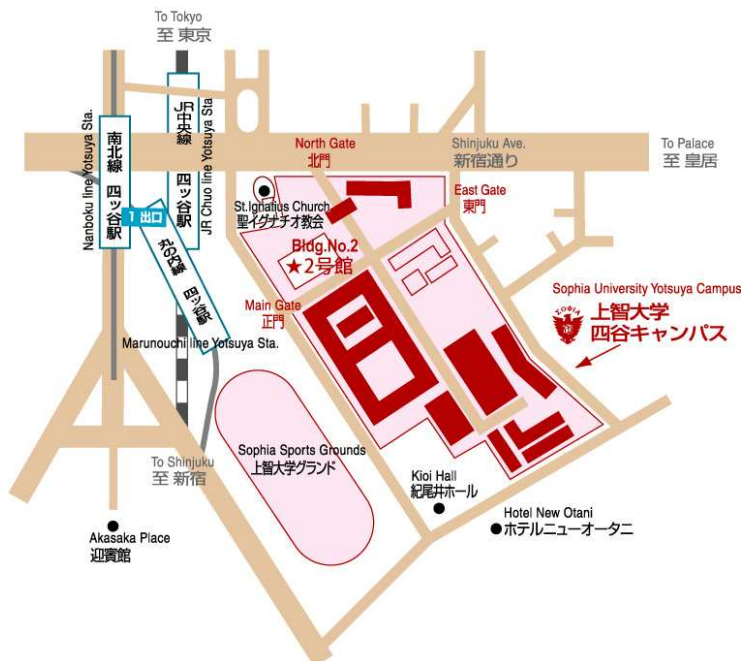 To Tokyo
至 東京
Nanboku line Yotsuya Sta.
南北線 四ッ谷駅
JR中央線 四ッ谷駅
JR Chuo line Yotsuya Sta.
North Gate
北門
Shinjuku Ave.
新宿通り
To Palace
至 皇居
East Gate
東門
1 出口
丸の内線 四ッ谷駅
St.Ignatius Church
聖イグナチオ教会
Bldg.No.2
★2号館
Main Gate
正門
Sophia University Yotsuya Campus
上智大学
四谷キャンパス
Marunouchi line Yotsuya Sta.
Sophia Sports Grounds
上智大学グランド
To Shinjuku
至 新宿
Kioi Hall
紀尾井ホール
Hotel New Otani
ホテルニューオータニ
Akasaka Place
迎賓館